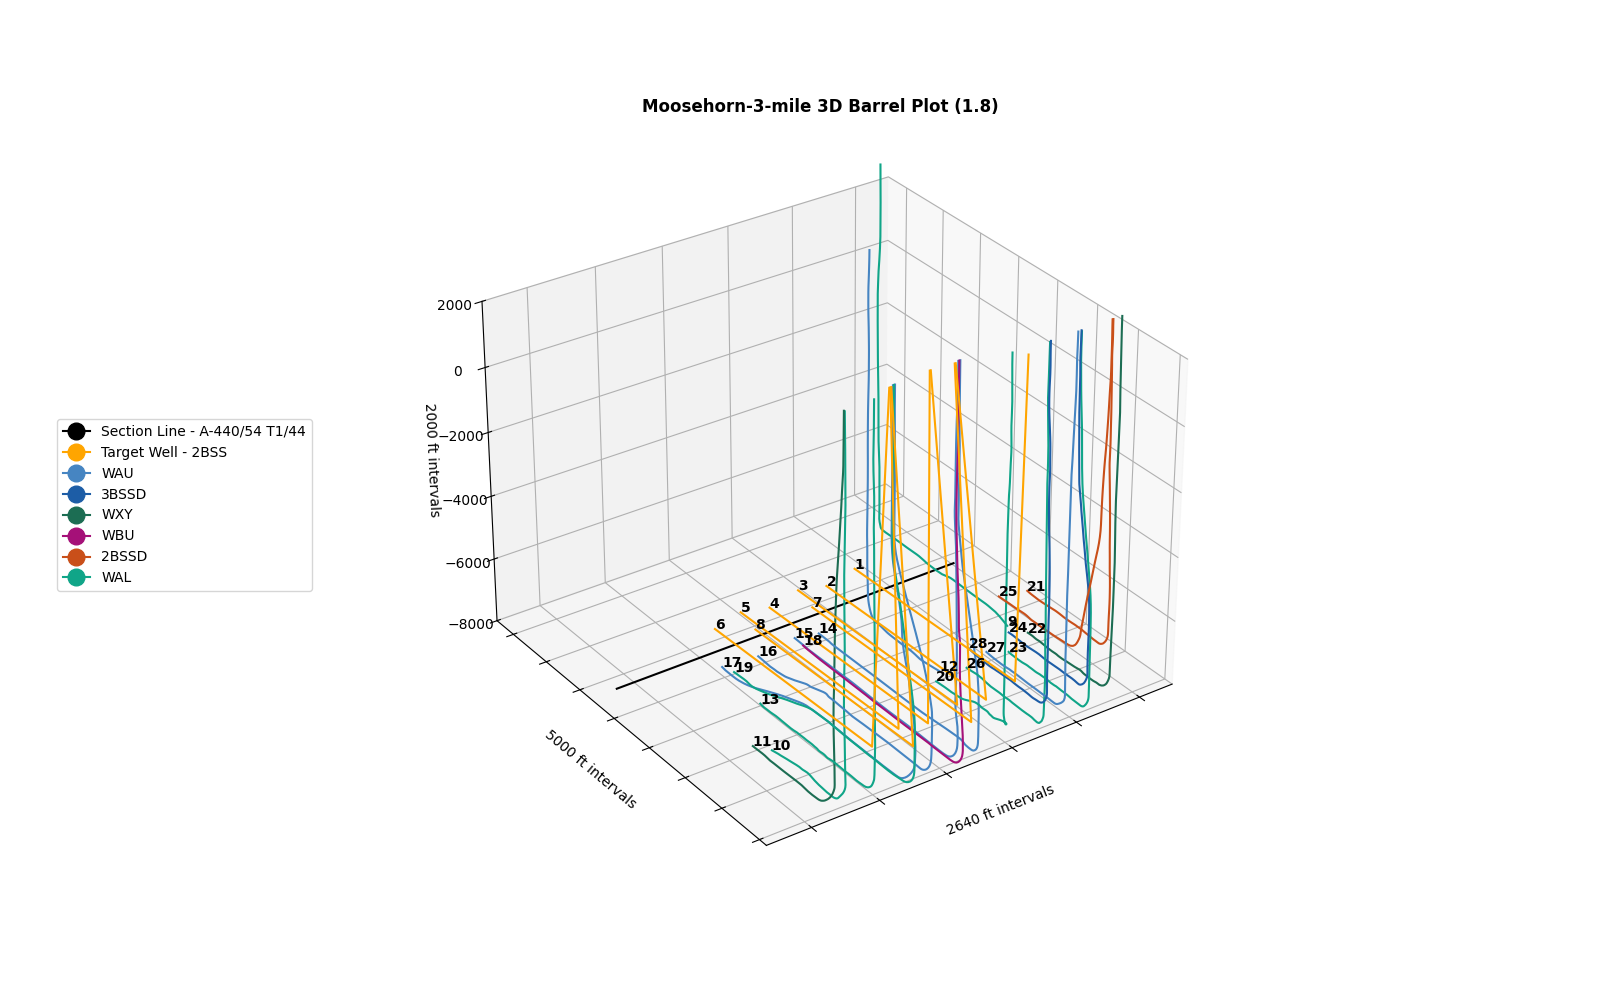 Moosehorn-3-mile 3D Barrel Plot (1.8)
2000
0
−2000
−4000
−6000
−8000
2000 ft intervals
5000 ft intervals
2640 ft intervals
Section Line - A-440/54 T1/44
Target Well - 2BSS
WAU
3BSSD
WXY
WBU
2BSSD
WAL
1
2
3
4
5
6
7
8
9
10
11
12
13
14
15
16
17
18
19
20
21
22
23
24
25
26
27
28